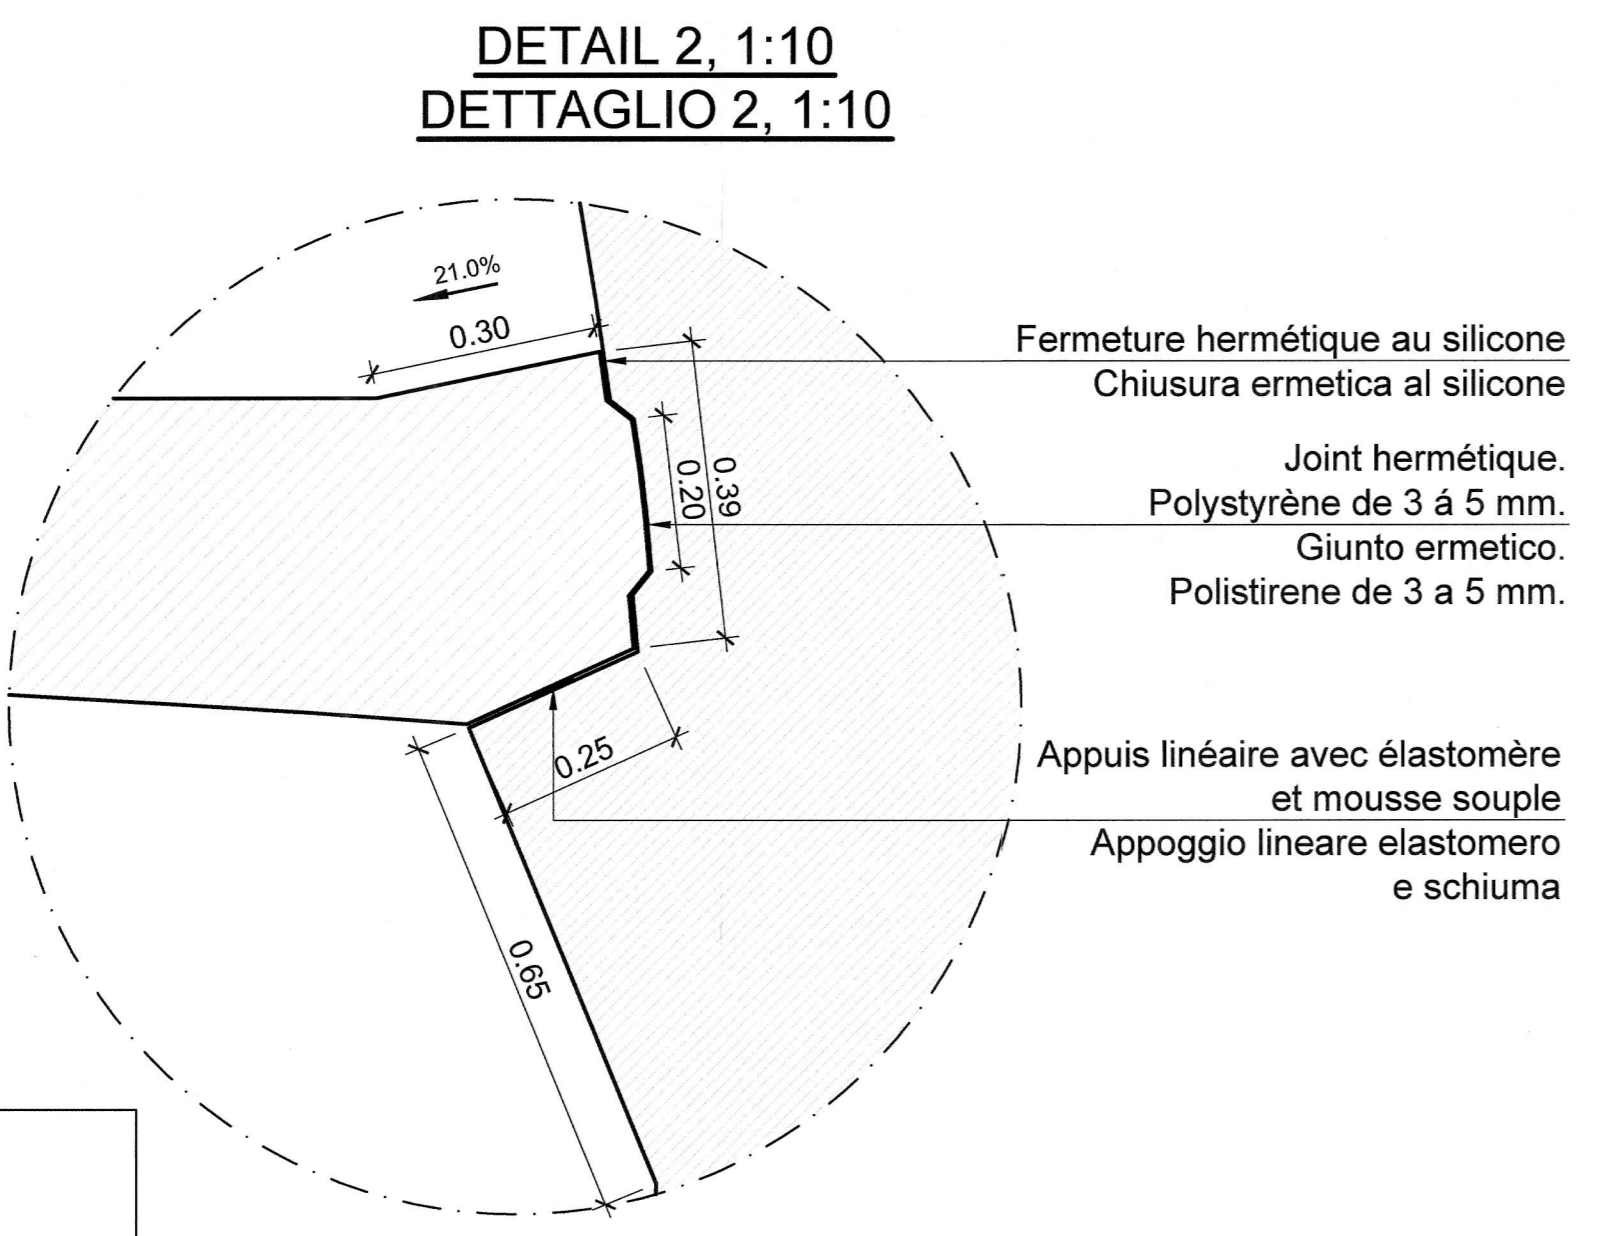 DETAIL 2, 1:10
DETTAGLIO 2, 1:10
21.0%
0.30
Fermeture hermétique au silicone
Chiusura ermetica al silicone
0.39
0.20
Joint hermétique.
Polystyrène de 3 á 5 mm.
Giunto ermetico.
Polistirene de 3 a 5 mm.
0.25
Appuis linéaire avec élastomère
et mousse souple
Appoggio lineare elastomero
e schiuma
0.65